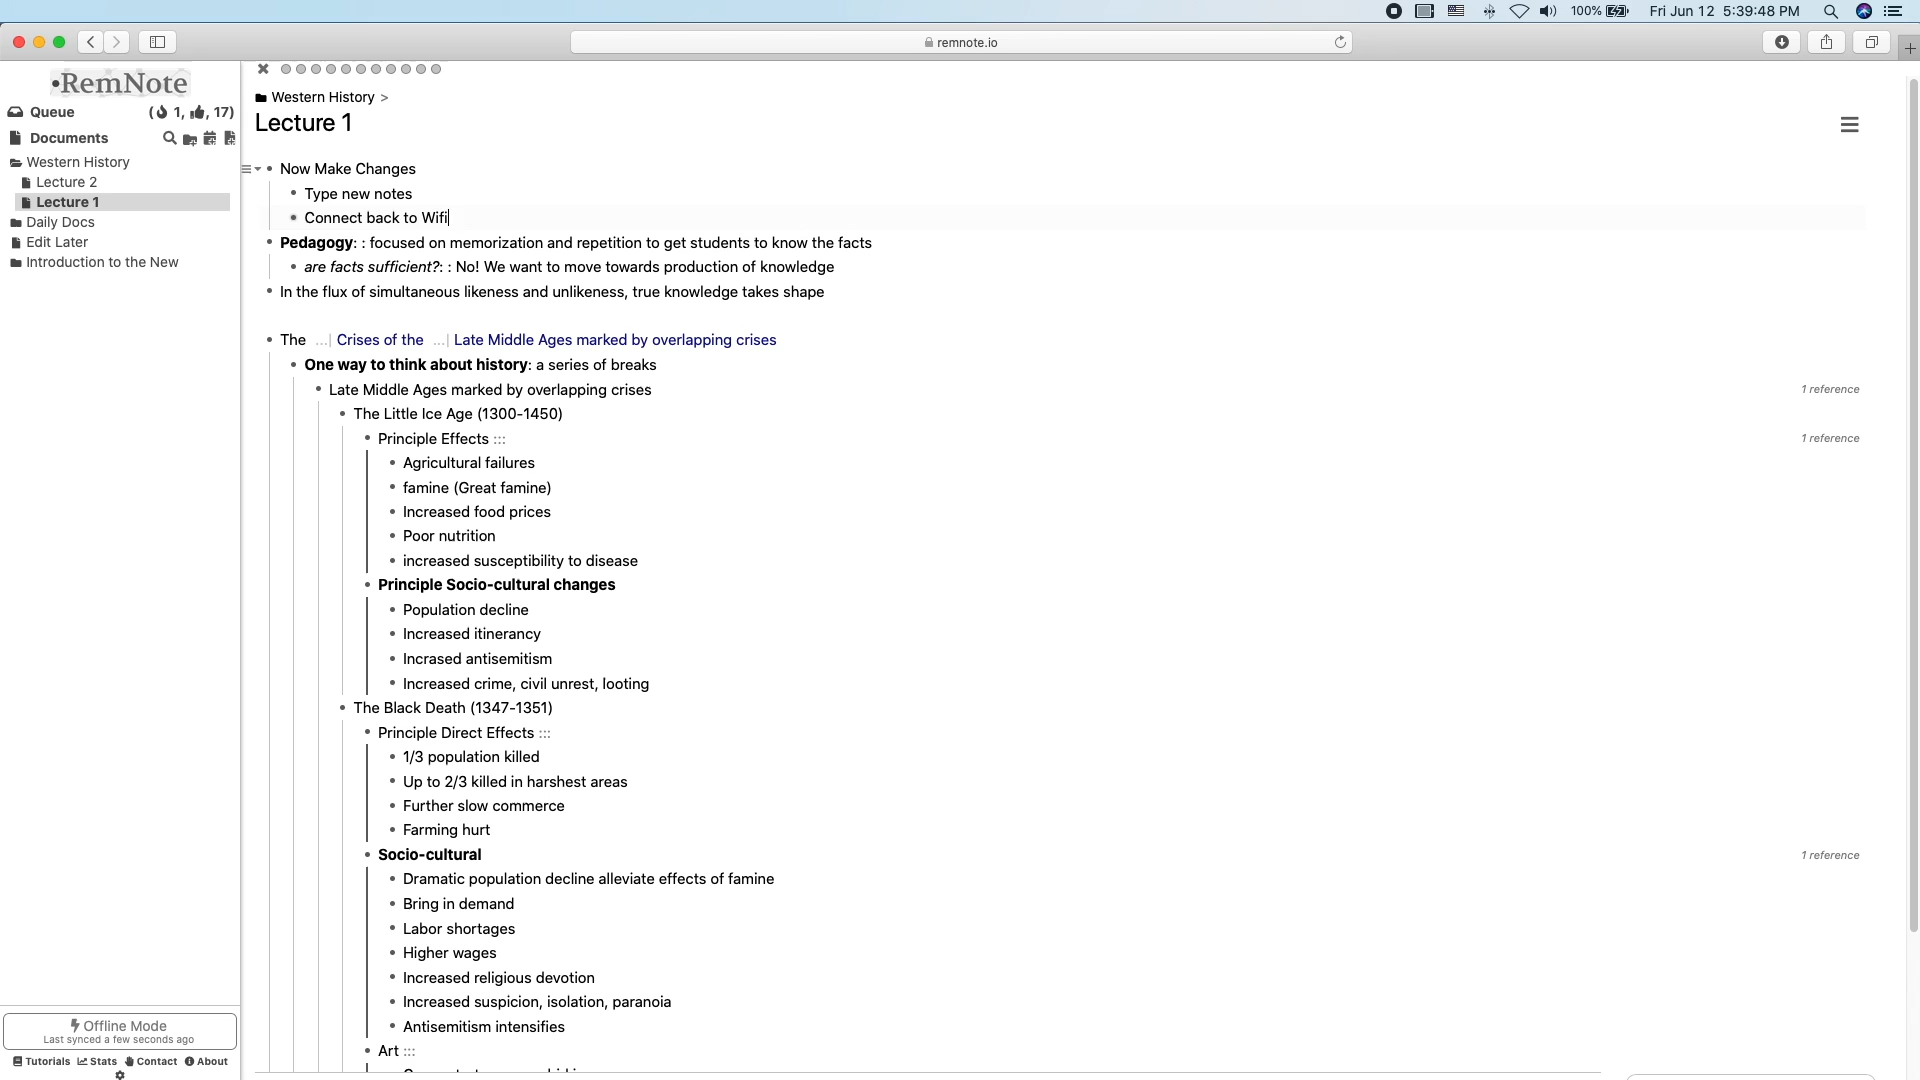 100% Fri Jun 12 5:39:48 PM
remnote.io
•RemNote
Queue (1, 17)
Documents
Western History
Lecture 2
Lecture 1
Daily Docs
Edit Later
Introduction to the New
Western History >
Lecture 1
Now Make Changes
Type new notes
Connect back to Wifi
Pedagogy: : focused on memorization and repetition to get students to know the facts
are facts sufficient?: : No! We want to move towards production of knowledge
In the flux of simultaneous likeness and unlikeness, true knowledge takes shape
The ...| Crises of the ...| Late Middle Ages marked by overlapping crises
One way to think about history: a series of breaks
Late Middle Ages marked by overlapping crises 1 reference
The Little Ice Age (1300-1450)
Principle Effects ::: 1 reference
Agricultural failures
famine (Great famine)
Increased food prices
Poor nutrition
increased susceptibility to disease
Principle Socio-cultural changes
Population decline
Increased itinerancy
Incrased antisemitism
Increased crime, civil unrest, looting
The Black Death (1347-1351)
Principle Direct Effects :::
1/3 population killed
Up to 2/3 killed in harshest areas
Further slow commerce
Farming hurt
Socio-cultural 1 reference
Dramatic population decline alleviate effects of famine
Bring in demand
Labor shortages
Higher wages
Increased religious devotion
Increased suspicion, isolation, paranoia
Antisemitism intensifies
Art :::
Offline Mode
Last synced a few seconds ago
Tutorials Stats Contact About